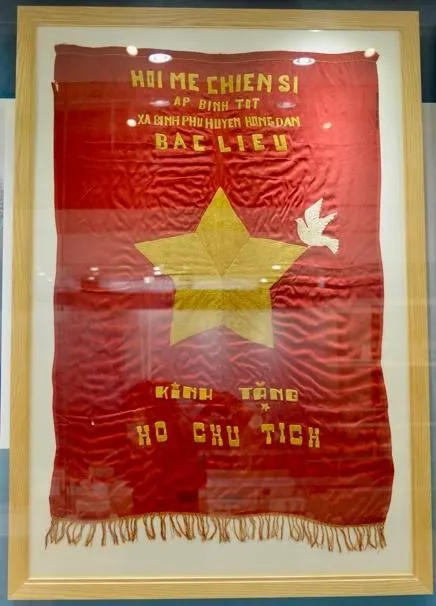 HOI ME CHIEN SI
AP BINH TOT
XA BINH PHU HUYEN HONG DAN
BAC LIEU
KINH TẶNG
HO CHU TICH